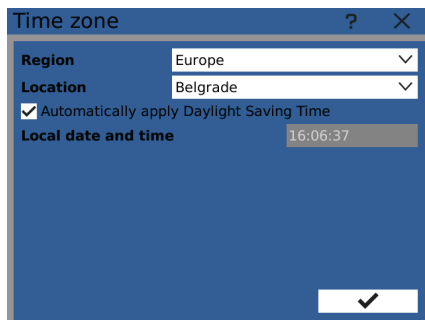 Time zone ?
Region Europe
Location Belgrade
Automatically apply Daylight Saving Time
Local date and time 16:06:37